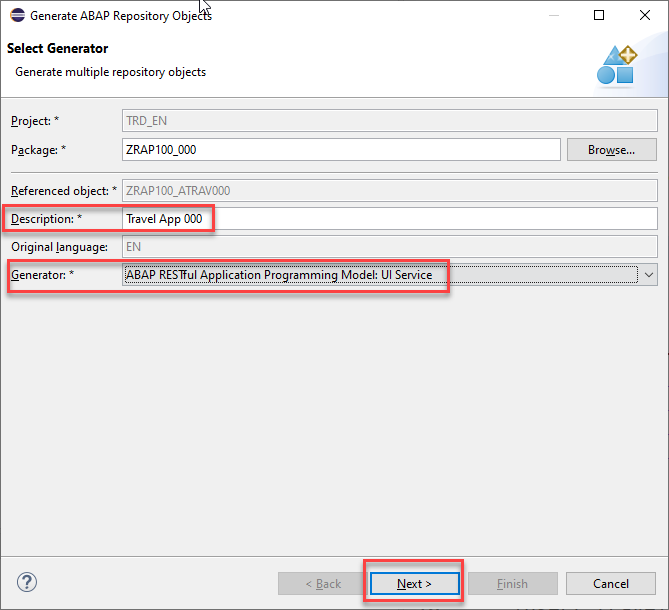 Generate ABAP Repository Objects
Select Generator
Generate multiple repository objects
Project: * TRD_EN
Package: * ZRAP100_000 Browse...
Referenced object: * ZRAP100_ATRAV000
Description: * Travel App 000
Original language: EN
Generator: * ABAP RESTful Application Programming Model: UI Service
? < Back Next > Finish Cancel